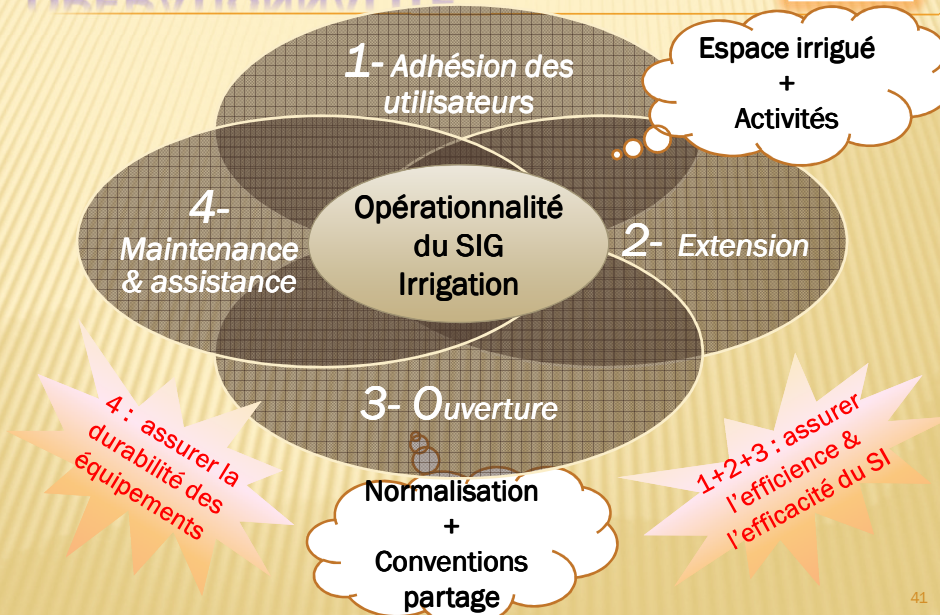 1- Adhésion des
utilisateurs
Espace irrigué
+
Activités
4-
Maintenance
& assistance
Opérationnalité
du SIG
Irrigation
2- Extension
3- Ouverture
4 : assurer la
durabilité des
équipements
1+2+3 : assurer
l'efficience &
l'efficacité du SI
Normalisation
+
Conventions
partage
41